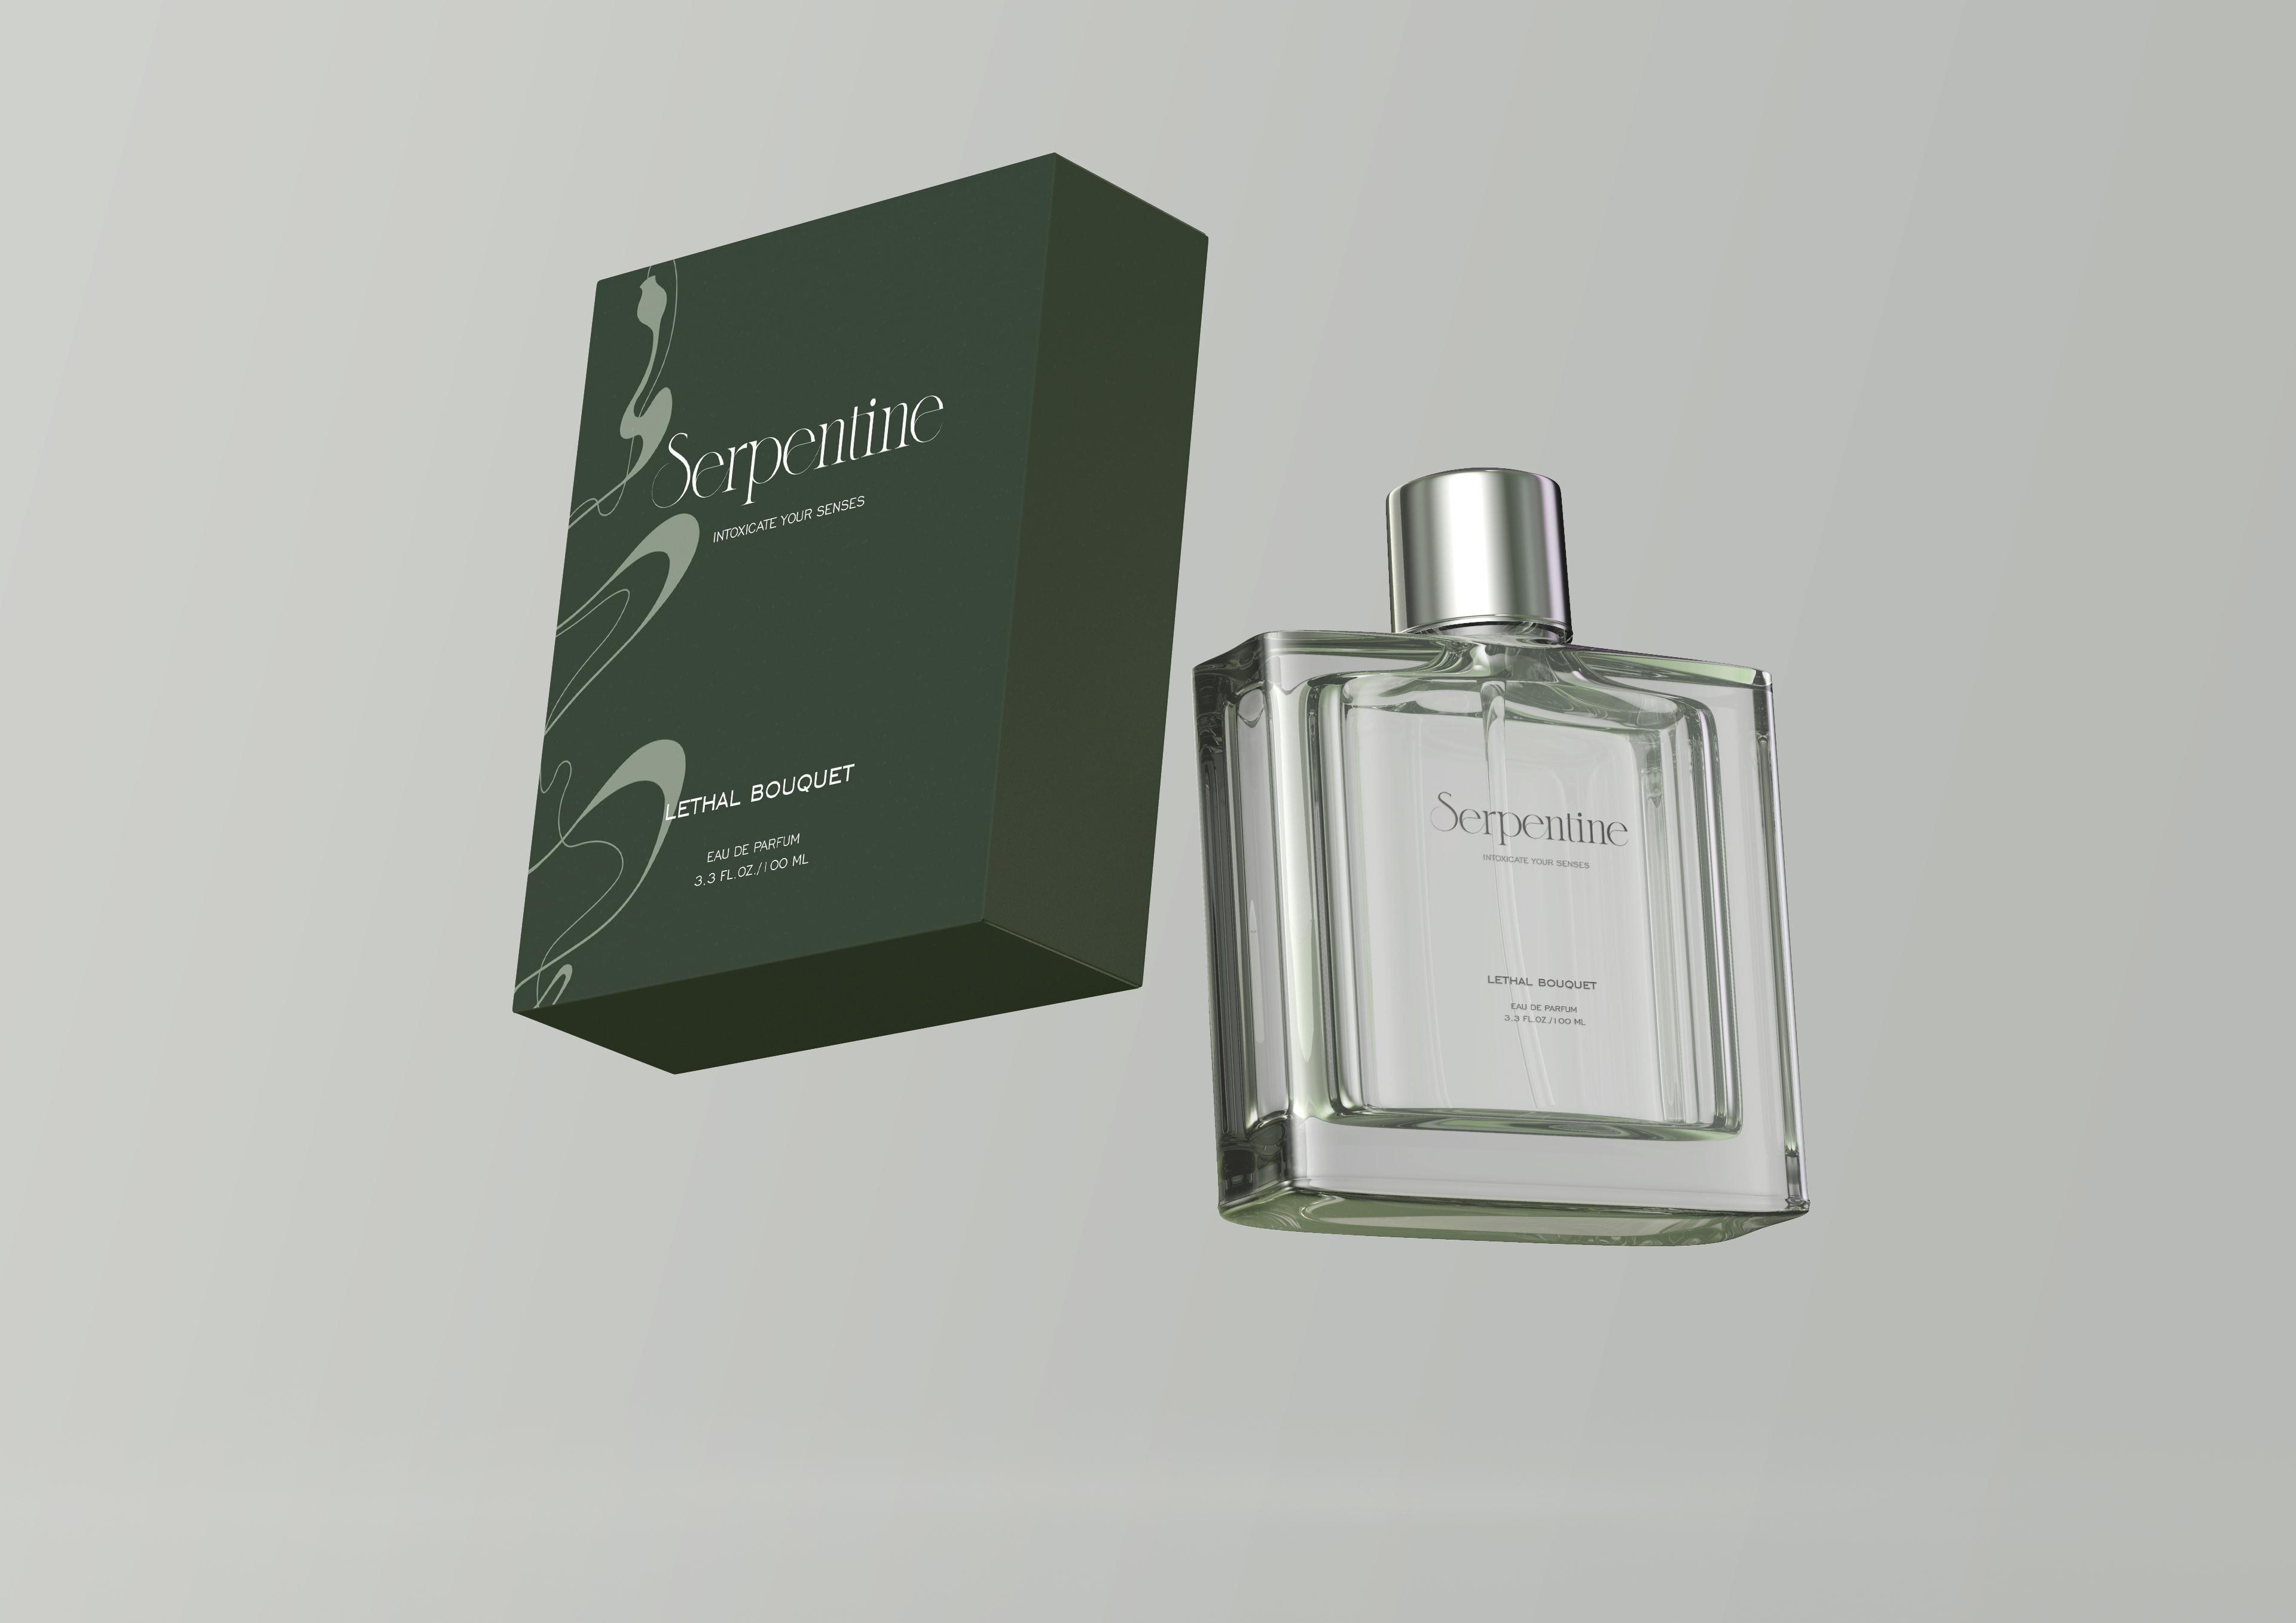 Serpentine
INTOXICATE YOUR SENSES
LETHAL BOUQUET
EAU DE PARFUM
3.3 FL.OZ./100 ML
Serpentine
INTOXICATE YOUR SENSES
LETHAL BOUQUET
EAU DE PARFUM
3.3 FL.OZ./100 ML